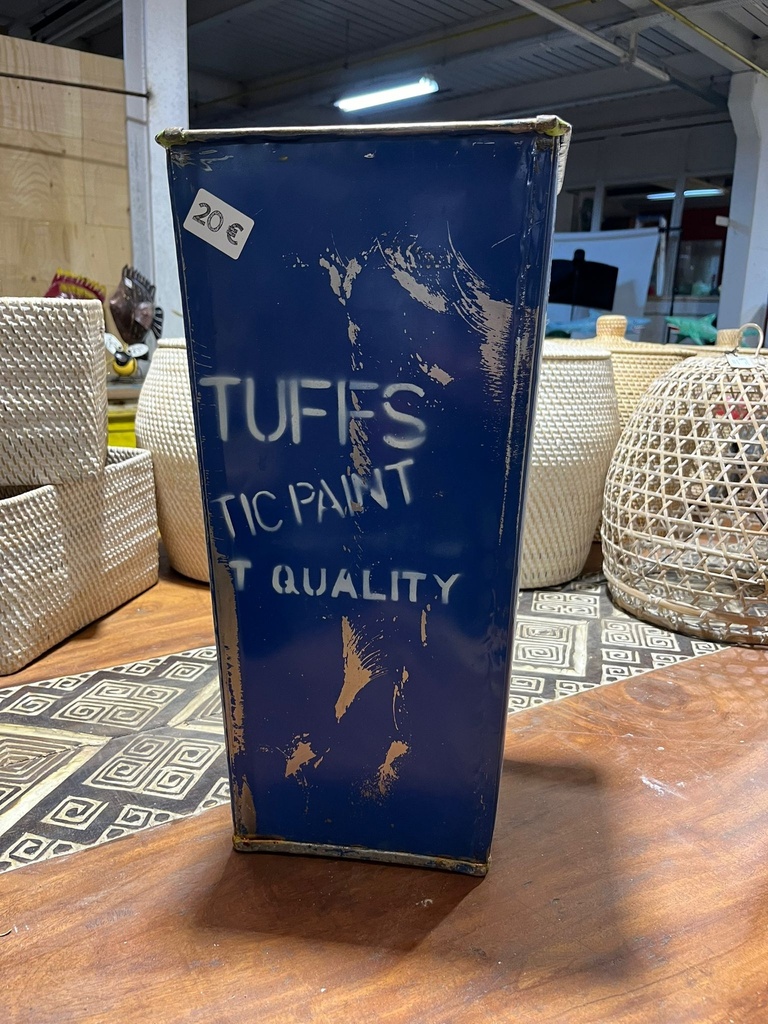 20 €
TUFFS
TIC PAINT
T QUALITY